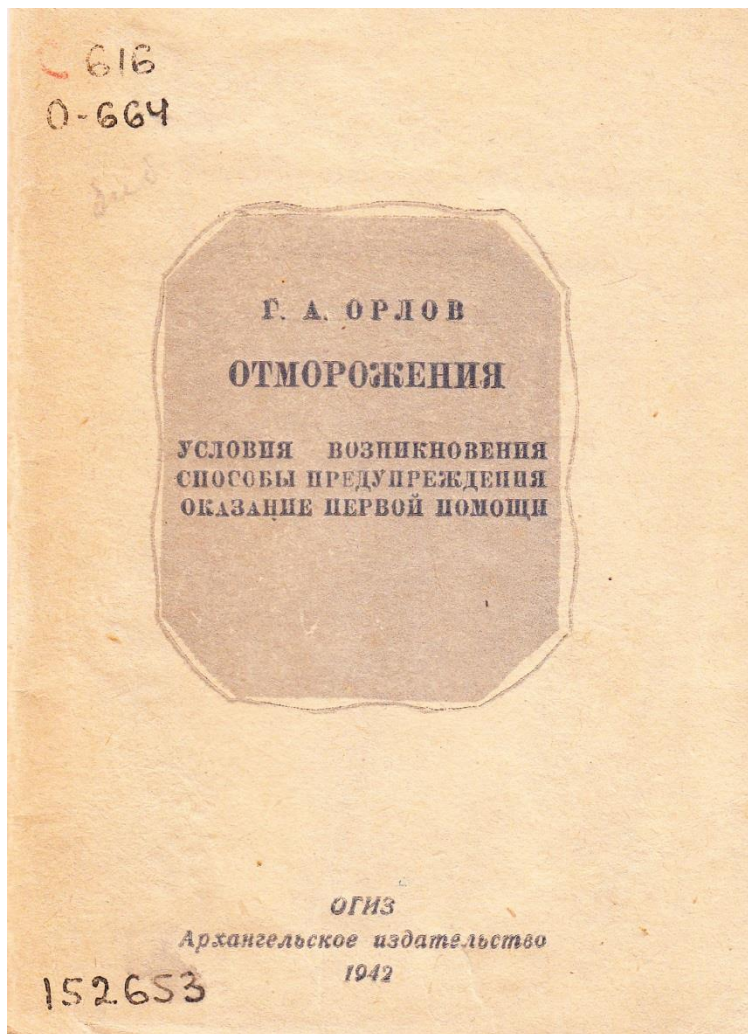 С 616
О-664
Г. А. ОРЛОВ
ОТМОРОЖЕНИЯ
УСЛОВИЯ ВОЗНИКНОВЕНИЯ
СПОСОБЫ ПРЕДУПРЕЖДЕНИЯ
ОКАЗАНИЕ ПЕРВОЙ ПОМОЩИ
ОГИЗ
Архангельское издательство
1942
152653